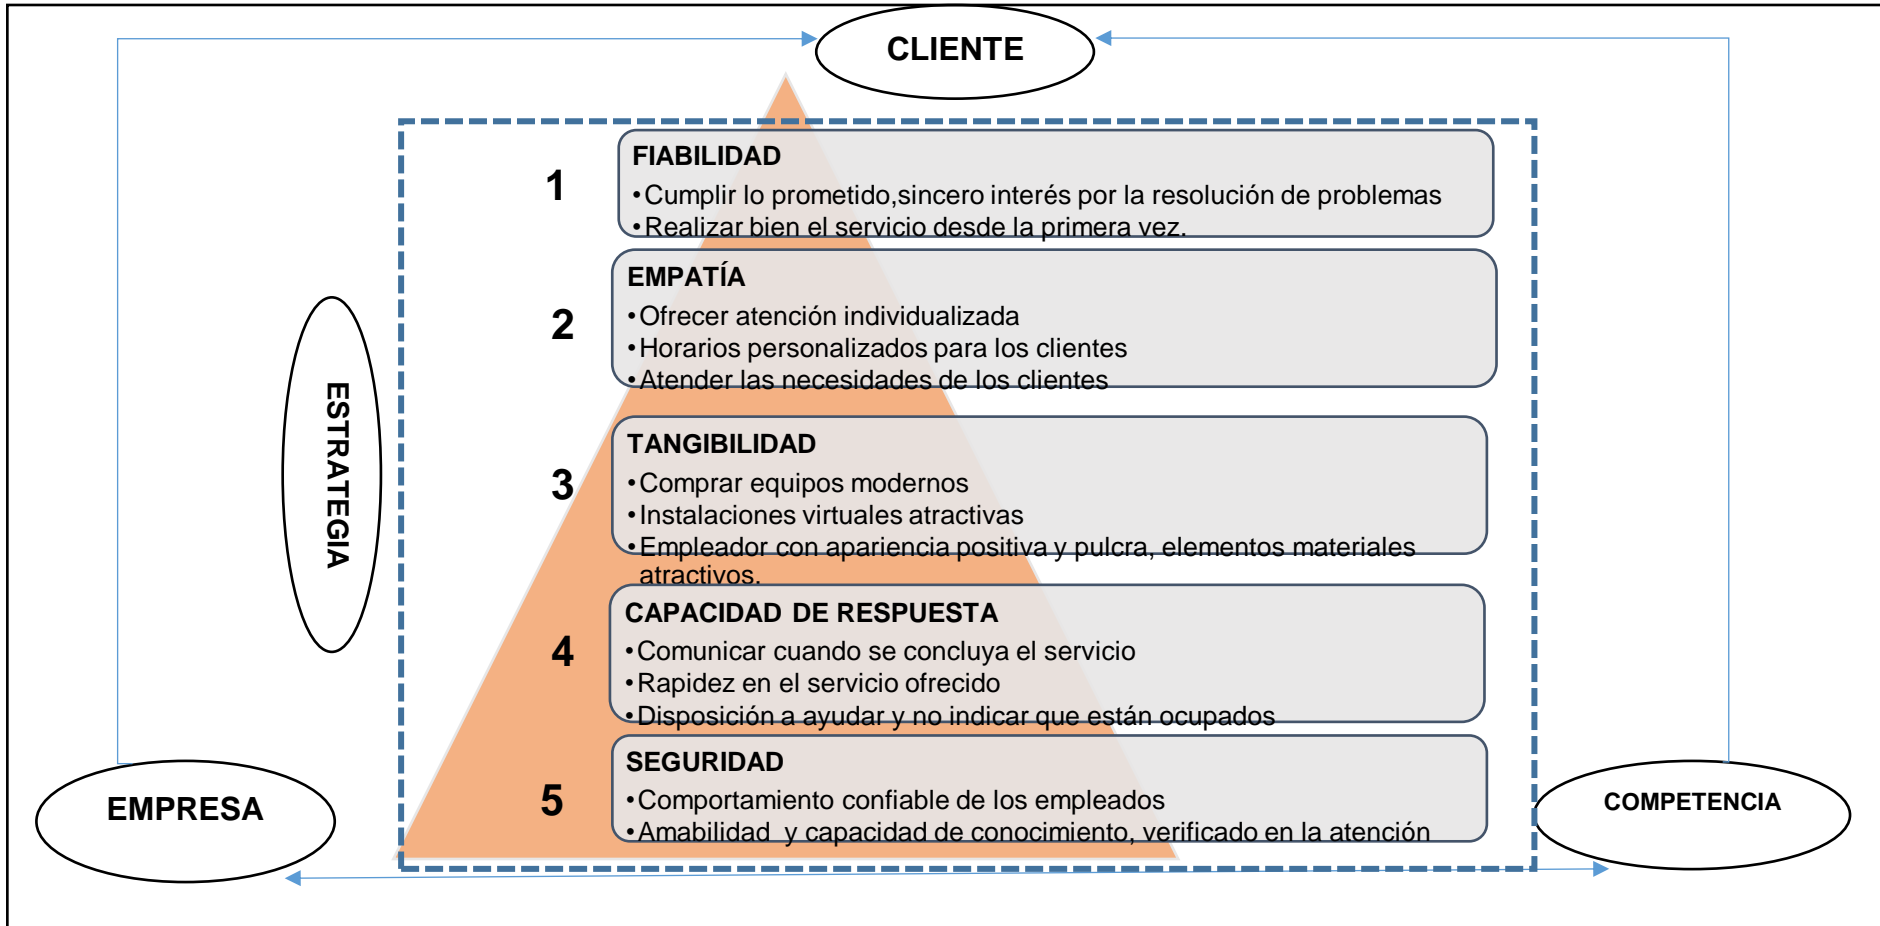 CLIENTE
1
FIABILIDAD
•Cumplir lo prometido,sincero interés por la resolución de problemas
•Realizar bien el servicio desde la primera vez.
2
EMPATÍA
•Ofrecer atención individualizada
•Horarios personalizados para los clientes
•Atender las necesidades de los clientes
ESTRATEGIA
3
TANGIBILIDAD
•Comprar equipos modernos
•Instalaciones virtuales atractivas
•Empleador con apariencia positiva y pulcra, elementos materiales
atractivos.
4
CAPACIDAD DE RESPUESTA
•Comunicar cuando se concluya el servicio
•Rapidez en el servicio ofrecido
•Disposición a ayudar y no indicar que están ocupados
5
SEGURIDAD
•Comportamiento confiable de los empleados
•Amabilidad y capacidad de conocimiento, verificado en la atención
EMPRESA
COMPETENCIA